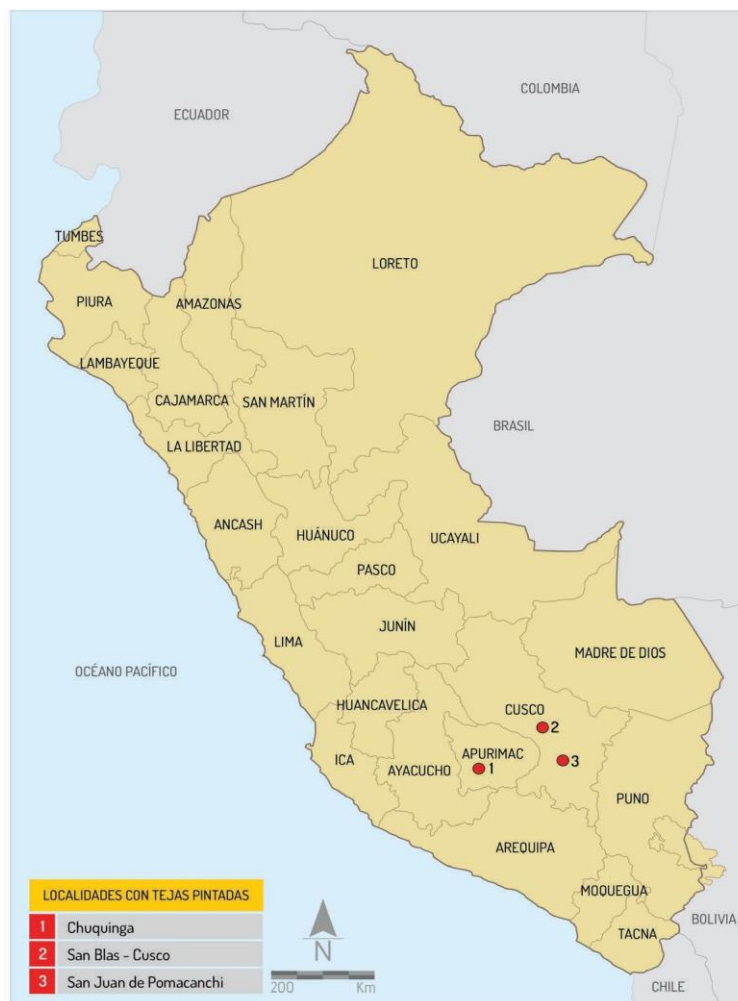 COLOMBIA
ECUADOR
TUMBES
LORETO
PIURA
AMAZONAS
LAMBAYEQUE
CAJAMARCA
SAN MARTÍN
BRASIL
LA LIBERTAD
ANCASH
HUÁNUCO
UCAYALI
PASCO
JUNÍN
LIMA
MADRE DE DIOS
OCÉANO PACÍFICO
HUANCAVELICA
CUSCO
2
ICA
AYACUCHO
APURIMAC
1
3
PUNO
AREQUIPA
MOQUEGUA
BOLIVIA
TACNA
CHILE
LOCALIDADES CON TEJAS PINTADAS
1 Chuquinga
2 San Blas - Cusco
3 San Juan de Pomacanchi
N
200 Km